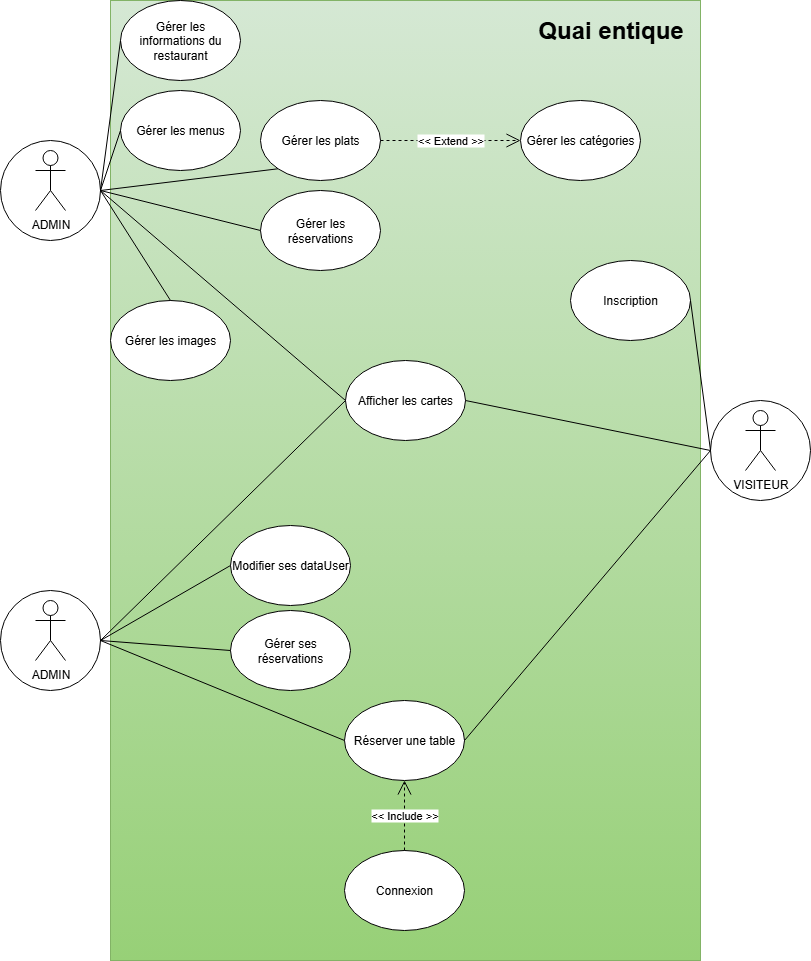 Quai entique
Gérer les
informations du
restaurant
Gérer les menus
Gérer les plats
<< Extend >>
Gérer les catégories
ADMIN
Gérer les
réservations
Inscription
Gérer les images
Afficher les cartes
VISITEUR
Modifier ses dataUser
Gérer ses
réservations
ADMIN
Réserver une table
<< Include >>
Connexion